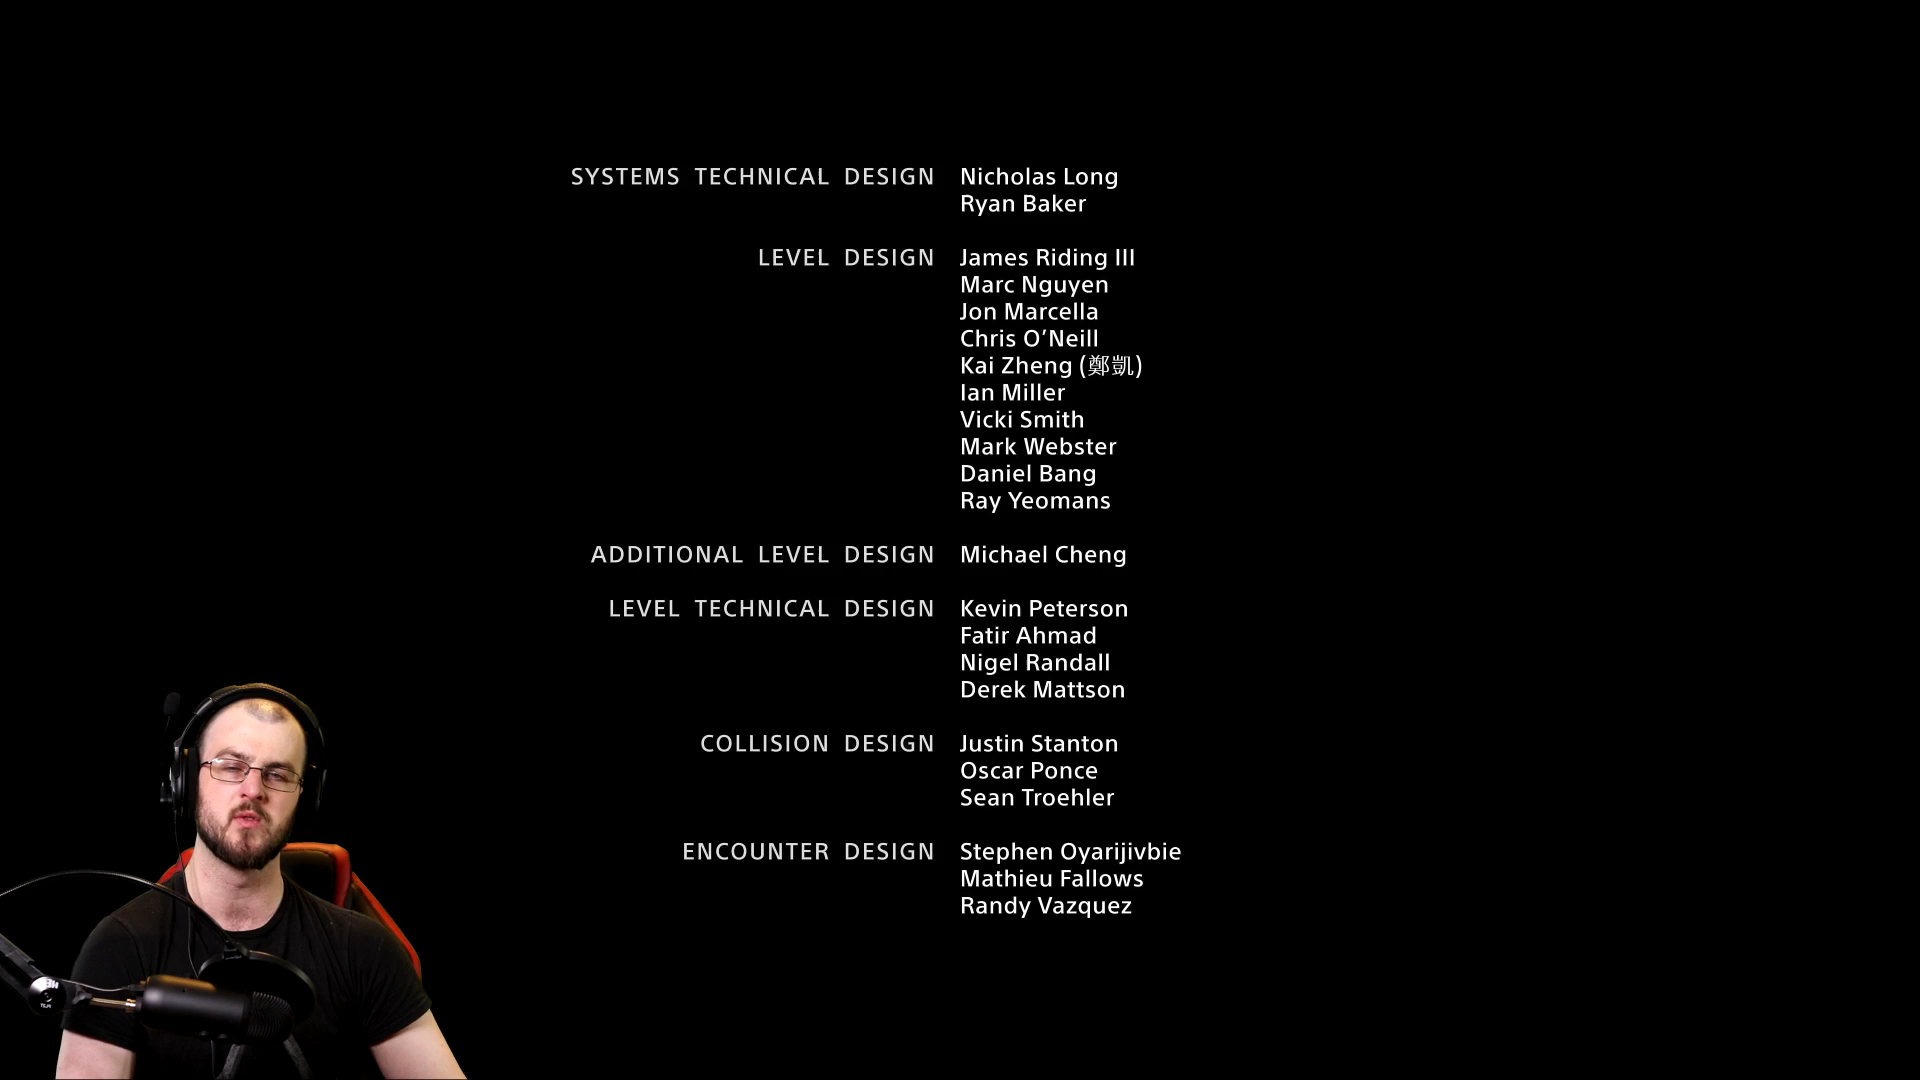 SYSTEMS TECHNICAL DESIGN Nicholas Long
Ryan Baker
LEVEL DESIGN James Riding III
Marc Nguyen
Jon Marcella
Chris O’Neill
Kai Zheng (鄭凱)
Ian Miller
Vicki Smith
Mark Webster
Daniel Bang
Ray Yeomans
ADDITIONAL LEVEL DESIGN Michael Cheng
LEVEL TECHNICAL DESIGN Kevin Peterson
Fatir Ahmad
Nigel Randall
Derek Mattson
COLLISION DESIGN Justin Stanton
Oscar Ponce
Sean Troehler
ENCOUNTER DESIGN Stephen Oyarijivbie
Mathieu Fallows
Randy Vazquez